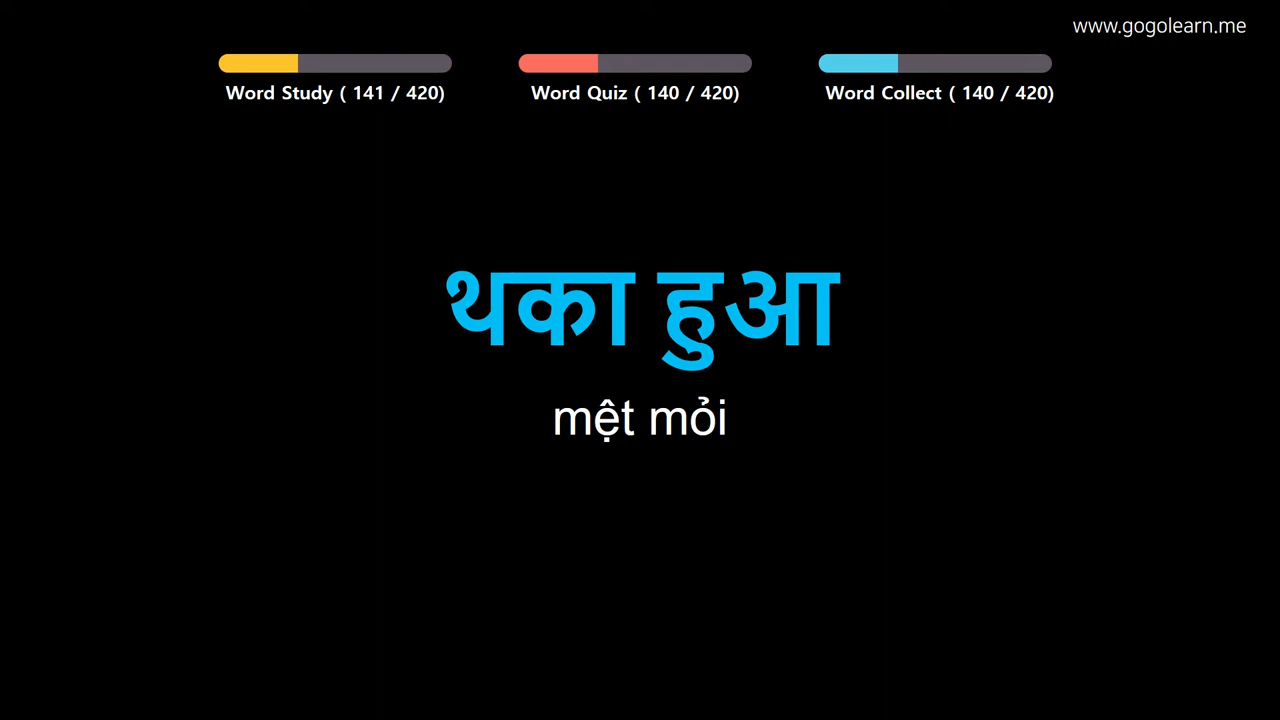 www.gogolearn.me
Word Study ( 141 / 420)
Word Quiz ( 140 / 420)
Word Collect ( 140 / 420)
थका हुआ
mệt mỏi